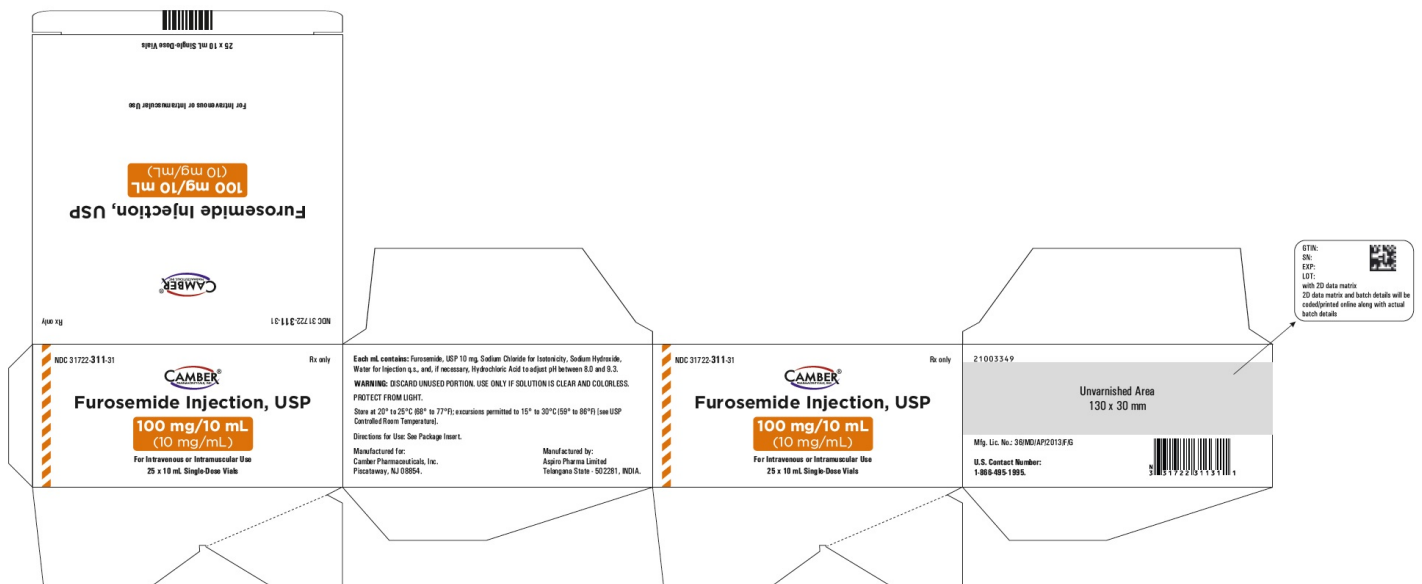 25 x 10 mL Single-Dose Vials
For Intravenous or Intramuscular Use
(10 mg/mL)
100 mg/10 mL
Furosemide Injection, USP
CAMBER®
PHARMACEUTICALS, INC.
NDC 31722-311-31 Rx only
NDC 31722-311-31 Rx only
CAMBER®
PHARMACEUTICALS, INC.
Furosemide Injection, USP
100 mg/10 mL
(10 mg/mL)
For Intravenous or Intramuscular Use
25 x 10 mL Single-Dose Vials
Each mL contains: Furosemide, USP 10 mg, Sodium Chloride for Isotonicity, Sodium Hydroxide,
Water for Injection q.s., and, if necessary, Hydrochloric Acid to adjust pH between 8.0 and 9.3.
WARNING: DISCARD UNUSED PORTION. USE ONLY IF SOLUTION IS CLEAR AND COLORLESS.
PROTECT FROM LIGHT.
Store at 20° to 25°C (68° to 77°F); excursions permitted to 15° to 30°C (59° to 86°F) [see USP
Controlled Room Temperature].
Directions for Use: See Package Insert.
Manufactured for:
Camber Pharmaceuticals, Inc.
Piscataway, NJ 08854.
Manufactured by:
Aspiro Pharma Limited
Telangana State - 502281, INDIA.
NDC 31722-311-31 Rx only
CAMBER®
PHARMACEUTICALS, INC.
Furosemide Injection, USP
100 mg/10 mL
(10 mg/mL)
For Intravenous or Intramuscular Use
25 x 10 mL Single-Dose Vials
21003349
Unvarnished Area
130 x 30 mm
Mfg. Lic. No.: 36/MD/AP/2013/F/G
U.S. Contact Number:
1-866-495-1995.
N
3 31722 31131 1
GTIN:
SN:
EXP:
LOT:
with 2D data matrix
2D data matrix and batch details will be
coded/printed online along with actual
batch details